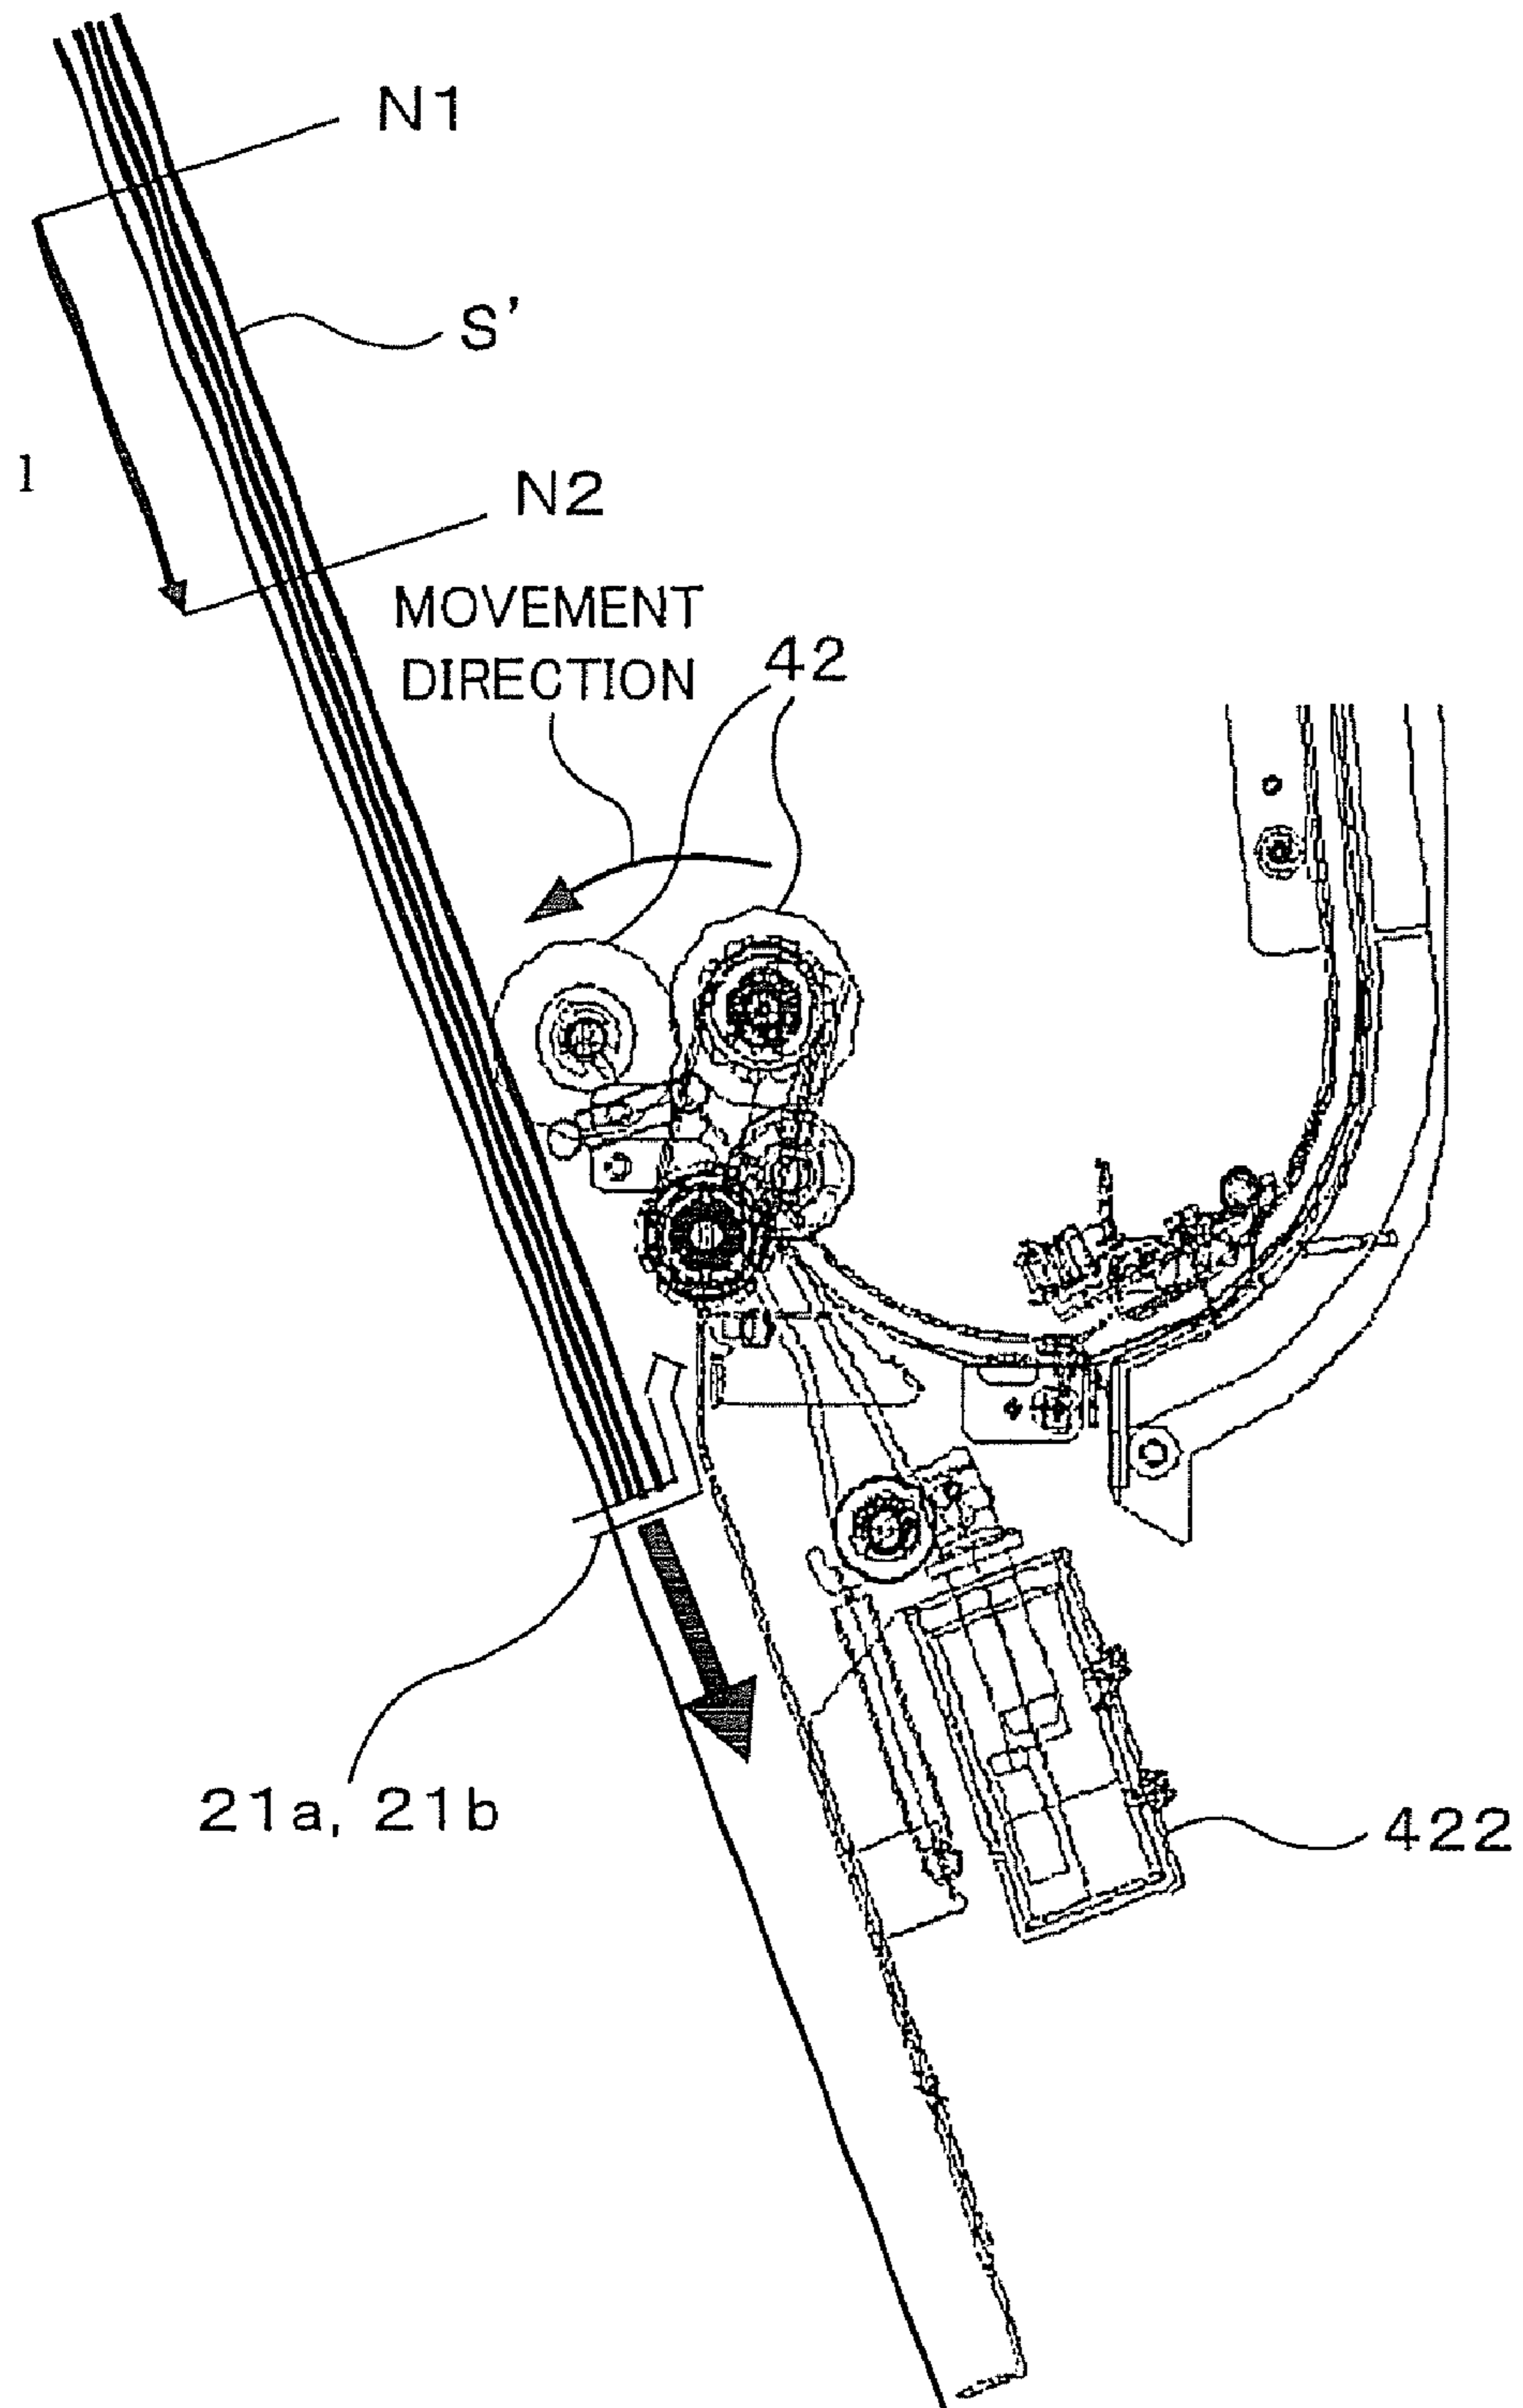 N1
S’
l
N2
MOVEMENT
DIRECTION
42
21a, 21b
422